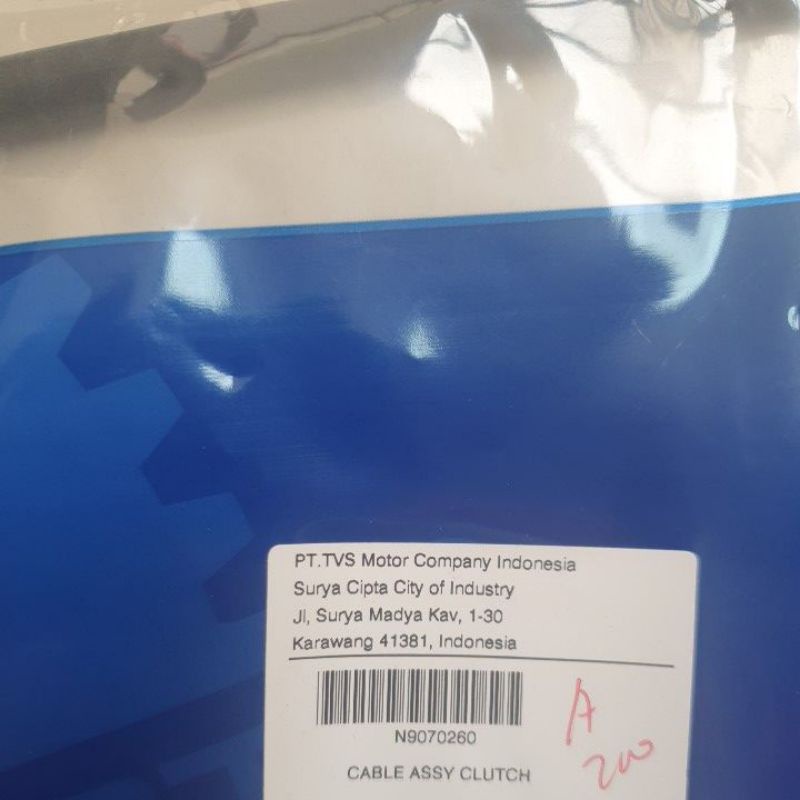 PT.TVS Motor Company Indonesia
Surya Cipta City of Industry
Jl, Surya Madya Kav, 1-30
Karawang 41381, Indonesia
N9070260
CABLE ASSY CLUTCH
A
200